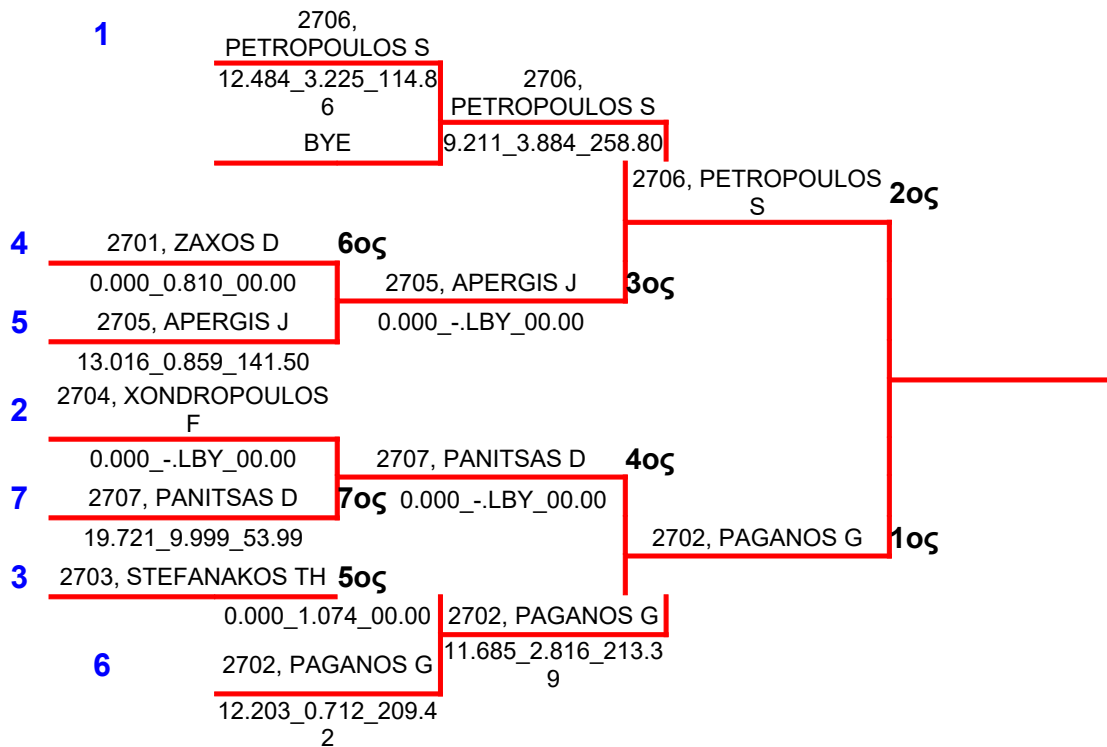 1
2706,
PETROPOULOS S
12.484_3.225_114.8
6
BYE
2706,
PETROPOULOS S
9.211_3.884_258.80
2706, PETROPOULOS
S
2ος
4
2701, ZAXOS D
6ος
0.000_0.810_00.00
5
2705, APERGIS J
13.016_0.859_141.50
2705, APERGIS J
3ος
0.000_-.LBY_00.00
2
2704, XONDROPOULOS
F
0.000_-.LBY_00.00
7
2707, PANITSAS D
7ος
19.721_9.999_53.99
2707, PANITSAS D
4ος
0.000_-.LBY_00.00
2702, PAGANOS G
1ος
3
2703, STEFANAKOS TH
5ος
0.000_1.074_00.00
6
2702, PAGANOS G
12.203_0.712_209.4
2
2702, PAGANOS G
11.685_2.816_213.3
9